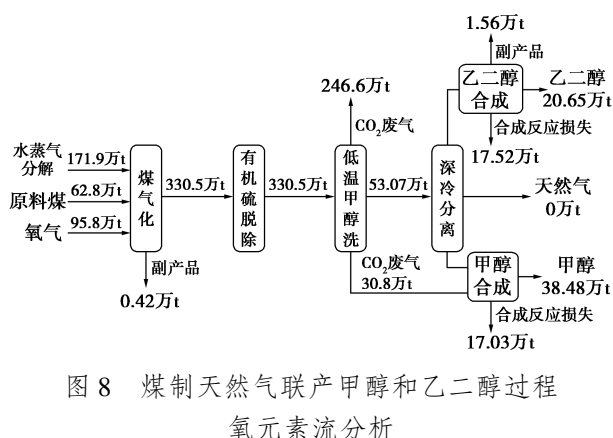 1.56万t
副产品
乙二醇
合成
乙二醇
20.65万t
合成反应损失
17.52万t
246.6万t
CO₂废气
水蒸气
分解
171.9万t
原料煤
62.8万t
氧气
95.8万t
煤气化
副产品
0.42万t
330.5万t
有机硫脱除
330.5万t
低温甲醇洗
53.07万t
深冷分离
天然气
0万t
CO₂废气
30.8万t
甲醇
合成
甲醇
38.48万t
合成反应损失
17.03万t
图 8 煤制天然气联产甲醇和乙二醇过程
氧元素流分析